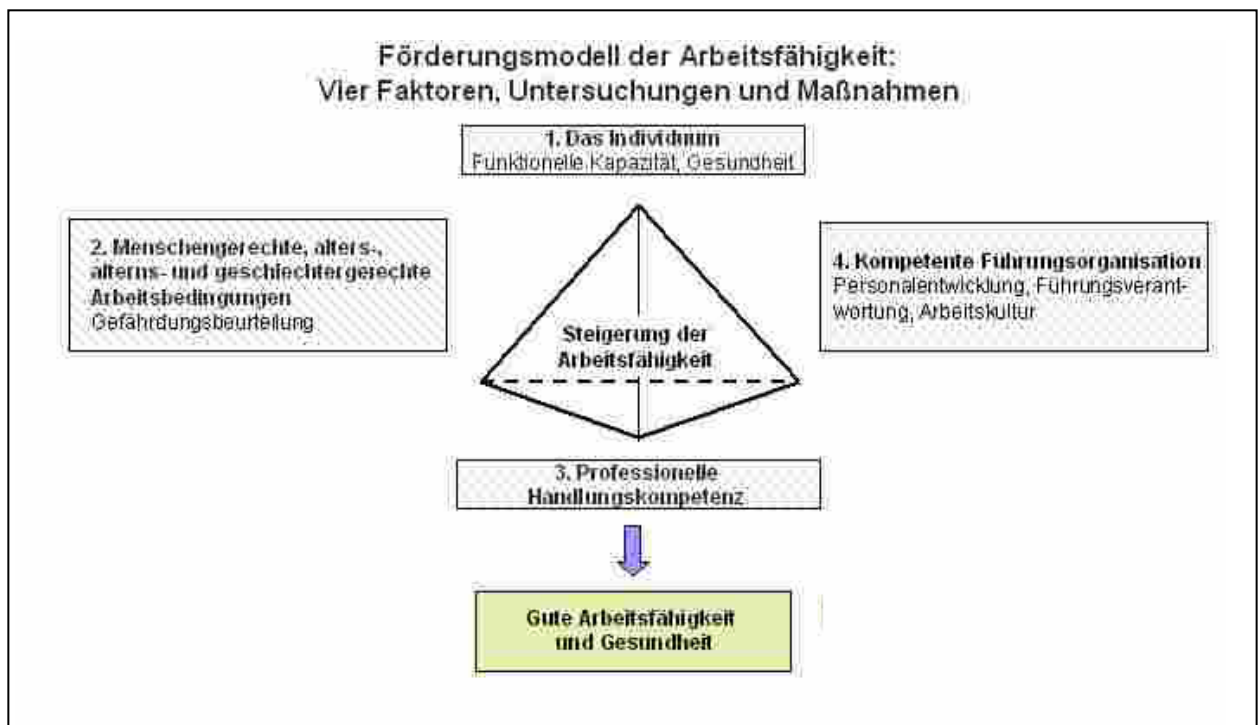 Förderungsmodell der Arbeitsfähigkeit:
Vier Faktoren, Untersuchungen und Maßnahmen
1. Das Individuum
Funktionelle Kapazität, Gesundheit
2. Menschengerechte, alters-,
alterns- und geschlechtergerechte
Arbeitsbedingungen
Gefährdungsbeurteilung
4. Kompetente Führungsorganisation
Personalentwicklung, Führungsverant-
wortung, Arbeitskultur
Steigerung der
Arbeitsfähigkeit
3. Professionelle
Handlungskompetenz
Gute Arbeitsfähigkeit
und Gesundheit